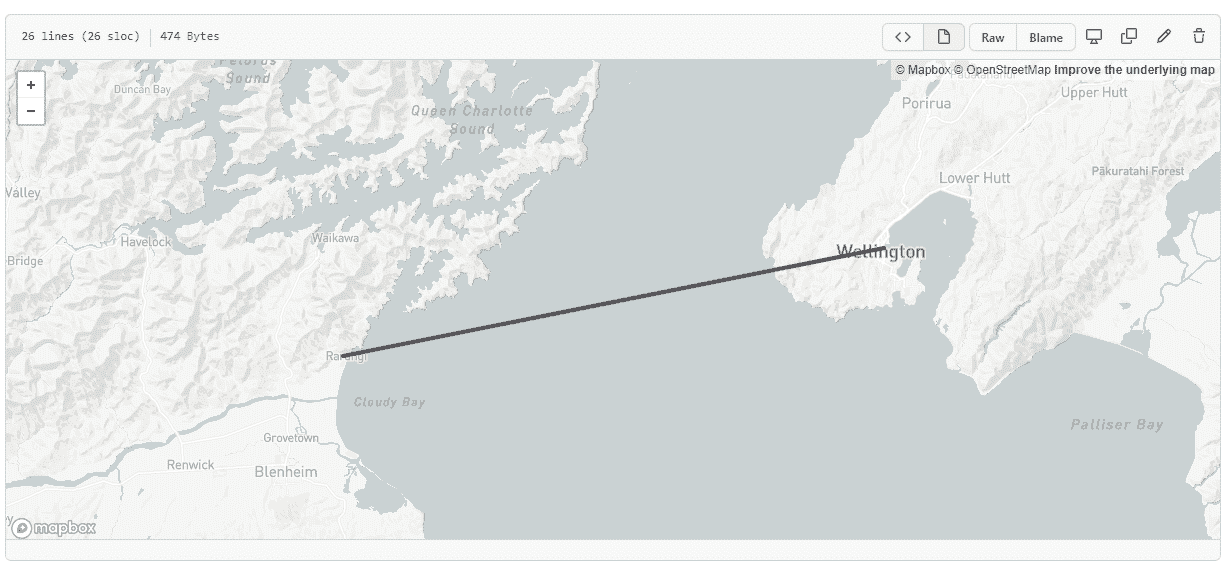 26 lines (26 sloc) 474 Bytes
Raw Blame
© Mapbox © OpenStreetMap Improve the underlying map
+
−
Pelorus
Sound
Duncan Bay
Queen Charlotte
Sound
Porirua
Upper Hutt
Lower Hutt
Pākuratahi Forest
Valley
Havelock
Waikawa
Bridge
Wellington
Rarangi
Cloudy Bay
Palliser Bay
Grovetown
Renwick
Blenheim
mapbox